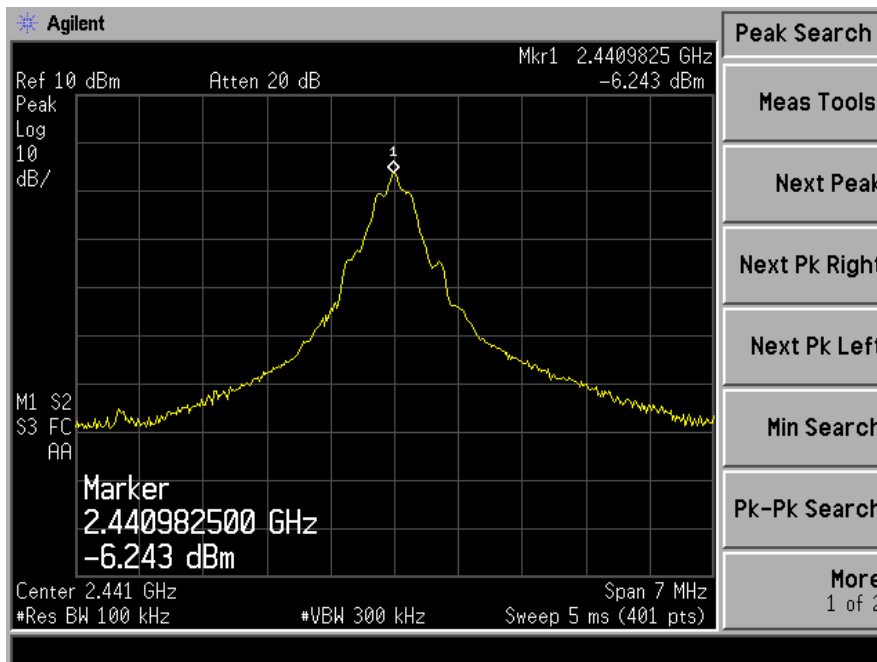 Agilent
Peak Search
Mkr1 2.4409825 GHz
Ref 10 dBm Atten 20 dB -6.243 dBm
Peak
Log
10
dB/
1
Meas Tools
Next Peak
Next Pk Right
Next Pk Left
M1 S2
S3 FC
AA
Min Search
Marker
2.440982500 GHz
-6.243 dBm
Pk-Pk Search
Center 2.441 GHz Span 7 MHz
#Res BW 100 kHz #VBW 300 kHz Sweep 5 ms (401 pts)
More
1 of 2